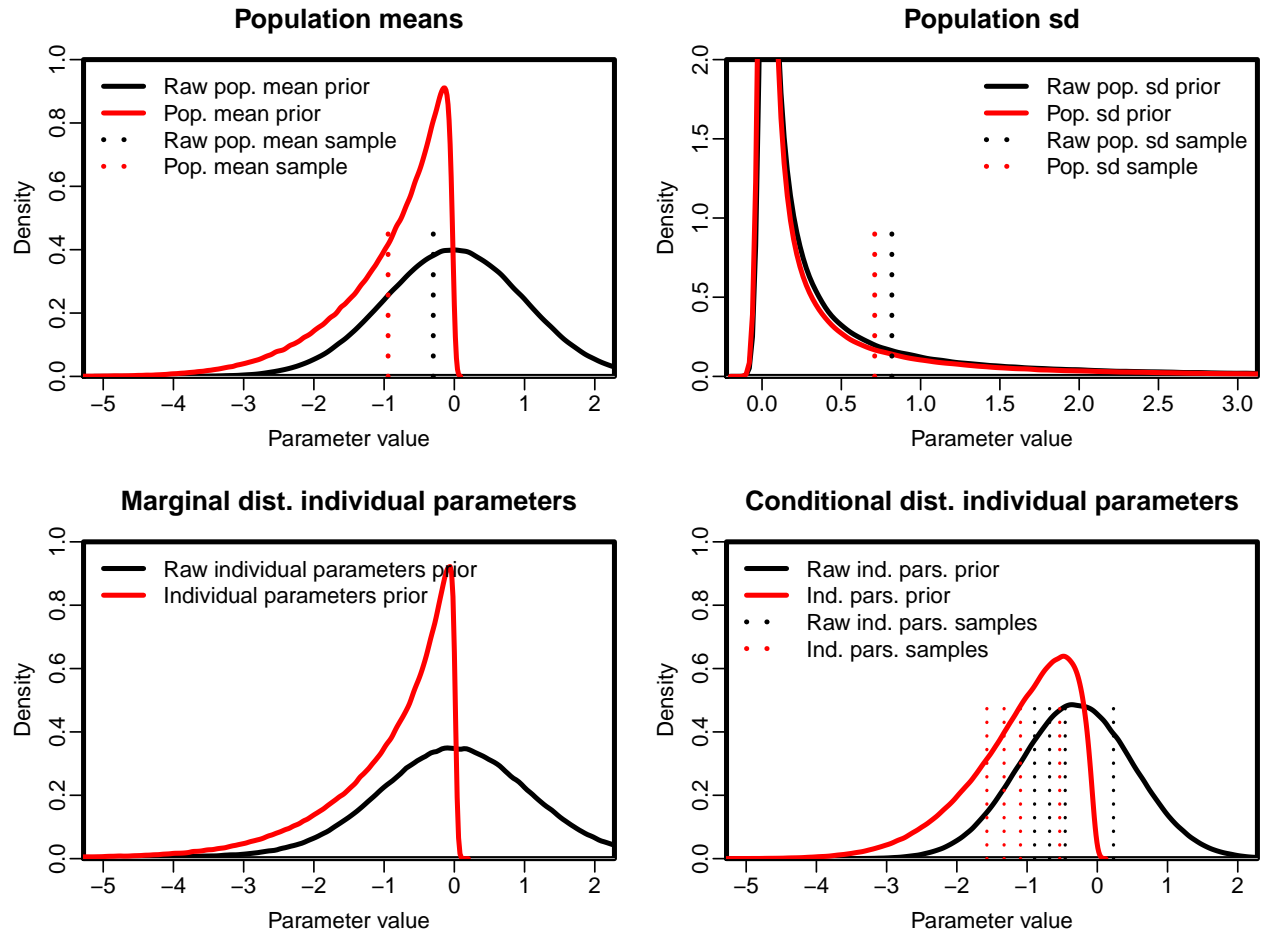 Population means
Density
0.0 0.2 0.4 0.6 0.8 1.0
Raw pop. mean prior
Pop. mean prior
Raw pop. mean sample
Pop. mean sample
−5 −4 −3 −2 −1 0 1 2
Parameter value
Population sd
Density
0.0 0.5 1.0 1.5 2.0
Raw pop. sd prior
Pop. sd prior
Raw pop. sd sample
Pop. sd sample
0.0 0.5 1.0 1.5 2.0 2.5 3.0
Parameter value
Marginal dist. individual parameters
Density
0.0 0.2 0.4 0.6 0.8 1.0
Raw individual parameters prior
Individual parameters prior
−5 −4 −3 −2 −1 0 1 2
Parameter value
Conditional dist. individual parameters
Density
0.0 0.2 0.4 0.6 0.8 1.0
Raw ind. pars. prior
Ind. pars. prior
Raw ind. pars. samples
Ind. pars. samples
−5 −4 −3 −2 −1 0 1 2
Parameter value